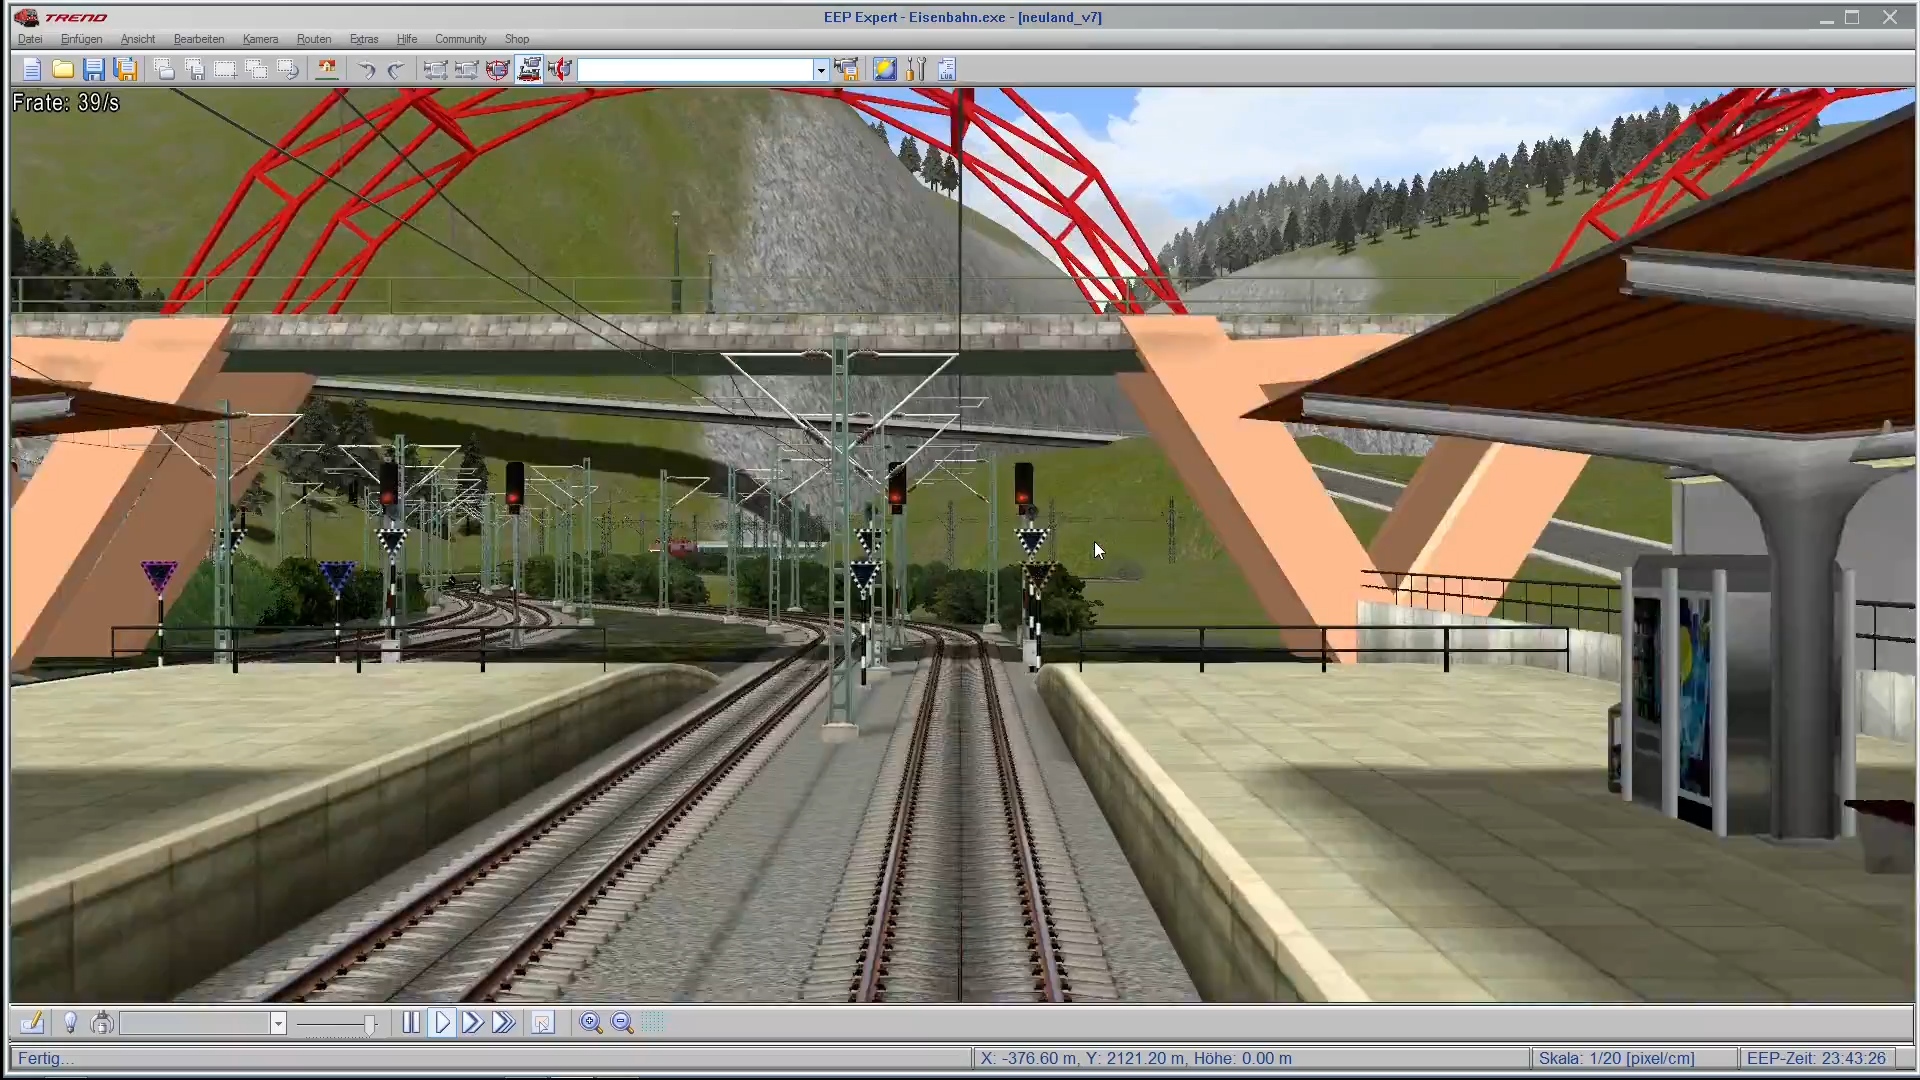 TREND
EEP Expert - Eisenbahn.exe - [neuland_v7]
Datei Einfügen Ansicht Bearbeiten Kamera Routen Extras Hilfe Community Shop
LUA
Frate: 39/s
Fertig...
X: -376.60 m, Y: 2121.20 m, Höhe: 0.00 m
Skala: 1/20 [pixel/cm]
EEP-Zeit: 23:43:26